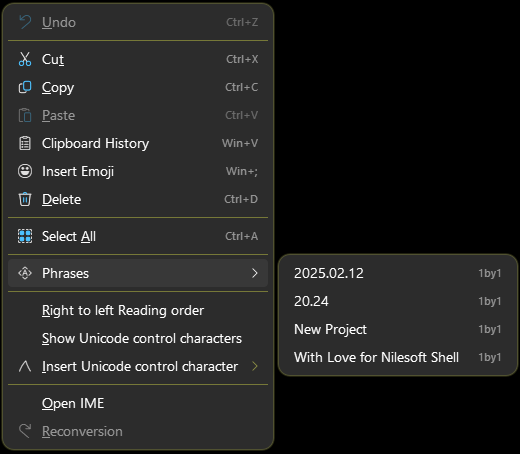 Undo Ctrl+Z
Cut Ctrl+X
Copy Ctrl+C
Paste Ctrl+V
Clipboard History Win+V
Insert Emoji Win+;
Delete Ctrl+D
Select All Ctrl+A
Phrases
2025.02.12 1by1
20.24 1by1
New Project 1by1
With Love for Nilesoft Shell 1by1
Right to left Reading order
Show Unicode control characters
Insert Unicode control character
Open IME
Reconversion